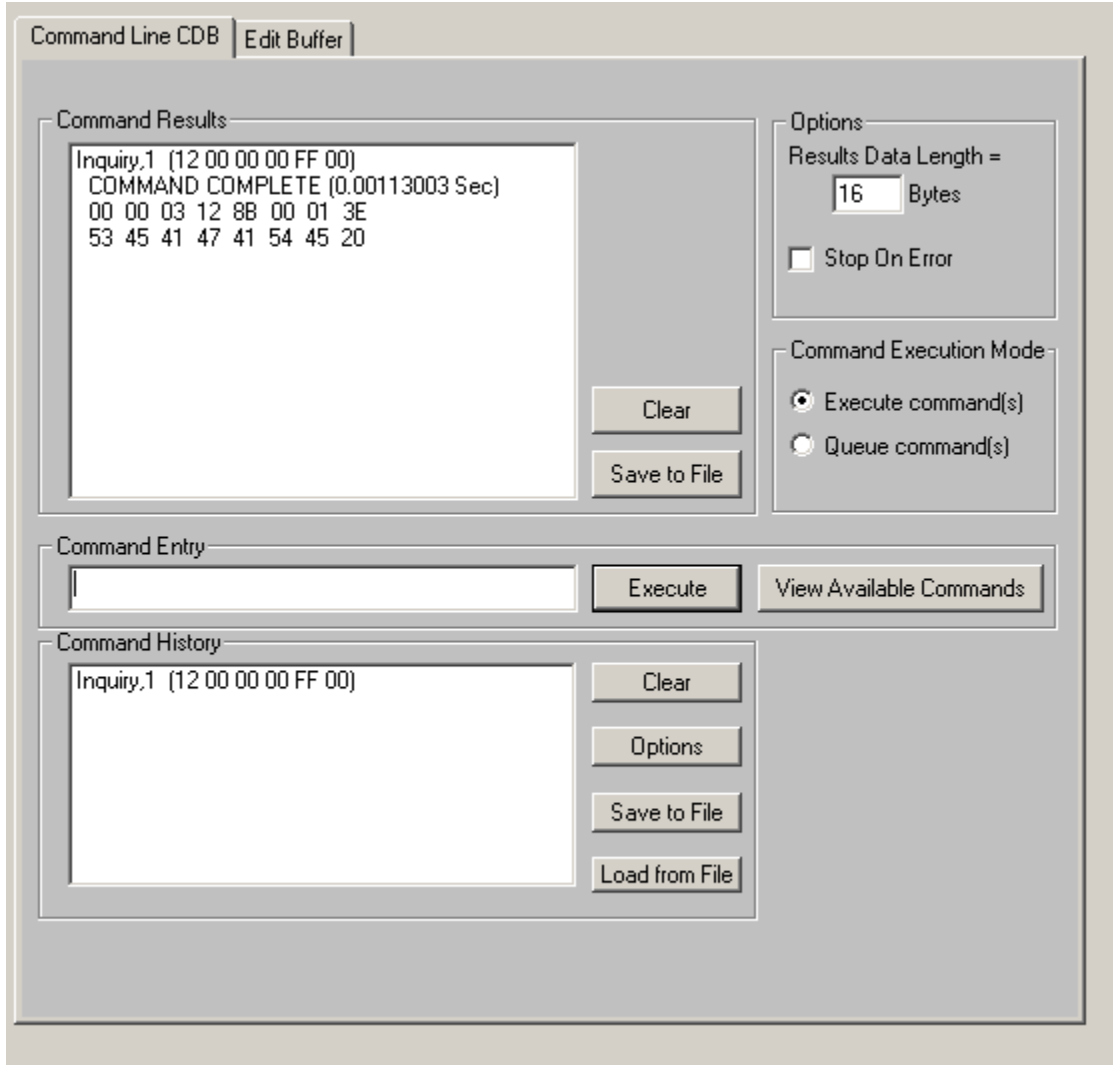 Command Line CDB
Edit Buffer
Command Results
Inquiry,1 (12 00 00 00 FF 00)
COMMAND COMPLETE (0.00113003 Sec)
00 00 03 12 8B 00 01 3E
53 45 41 47 41 54 45 20
Clear
Save to File
Options
Results Data Length =
16 Bytes
Stop On Error
Command Execution Mode
Execute command(s)
Queue command(s)
Command Entry
Execute
View Available Commands
Command History
Inquiry,1 (12 00 00 00 FF 00)
Clear
Options
Save to File
Load from File